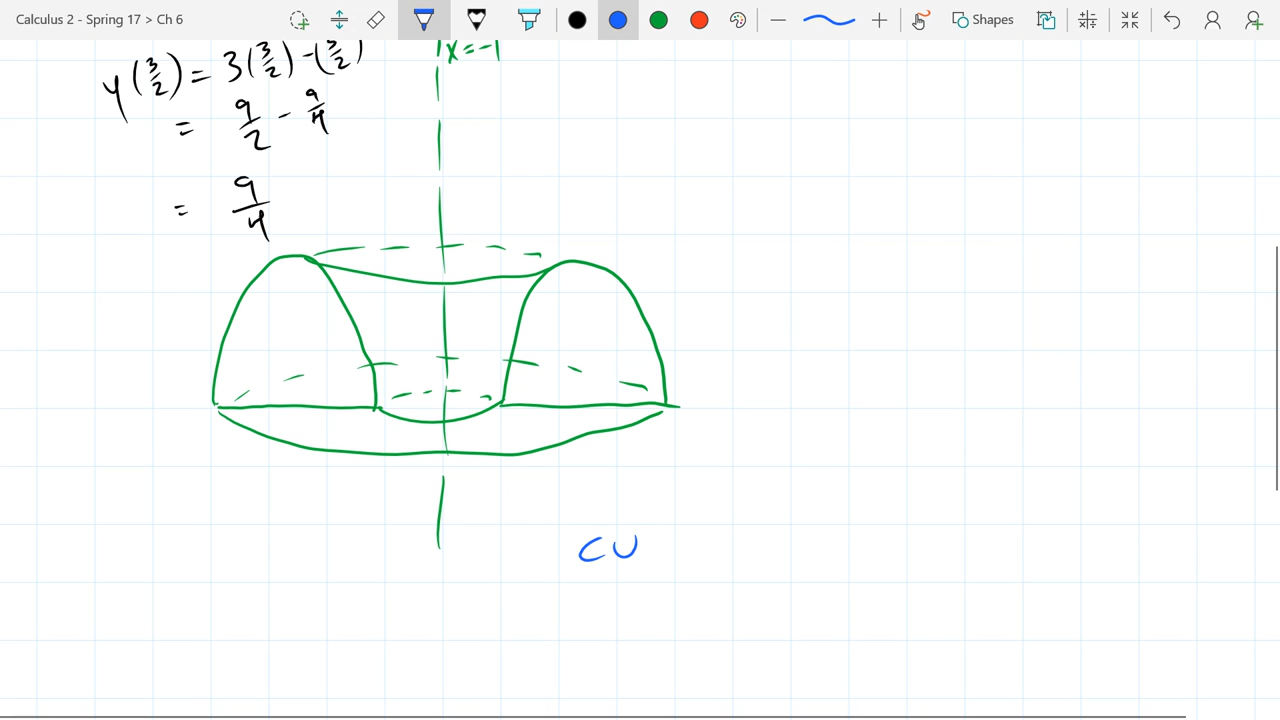 Calculus 2 - Spring 17 > Ch 6
Shapes
x = -1
y(3/2) = 3(3/2) - (3/2)
= 9/2 - 9/4
= 9/4
CU